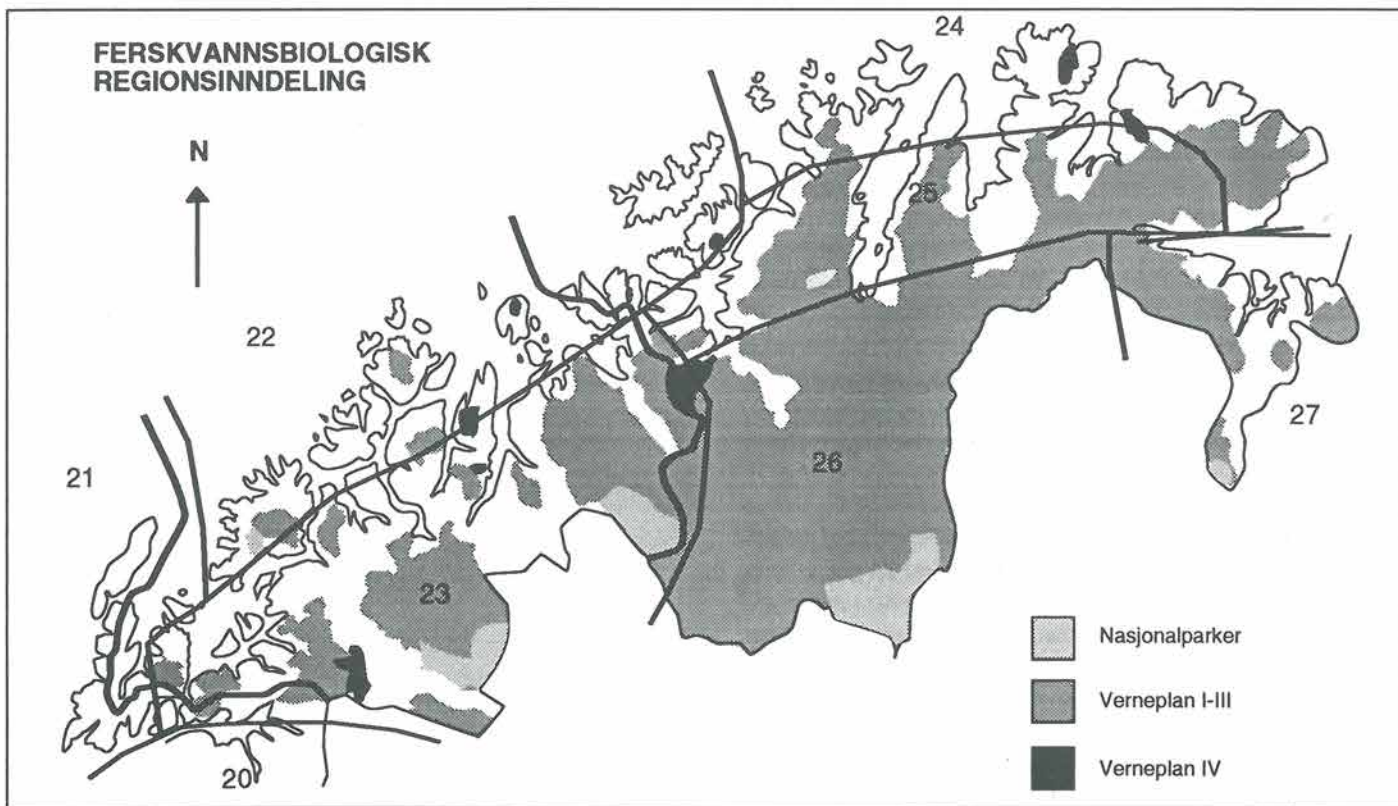 FERSKVANNSBIOLOGISK
REGIONSINNDELING
N
24
25
22
21
27
26
23
20
Nasjonalparker
Verneplan I-III
Verneplan IV